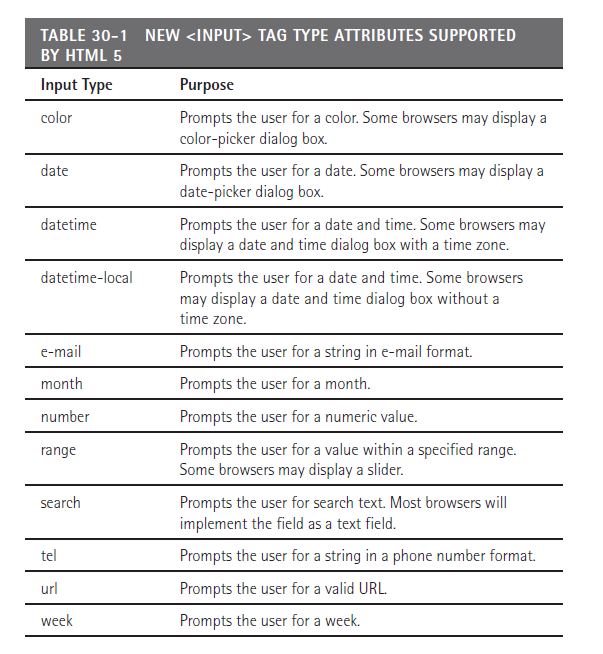 TABLE 30-1 NEW <INPUT> TAG TYPE ATTRIBUTES SUPPORTED
BY HTML 5
Input Type Purpose
color Prompts the user for a color. Some browsers may display a
color-picker dialog box.
date Prompts the user for a date. Some browsers may display a
date-picker dialog box.
datetime Prompts the user for a date and time. Some browsers may
display a date and time dialog box with a time zone.
datetime-local Prompts the user for a date and time. Some browsers
may display a date and time dialog box without a
time zone.
e-mail Prompts the user for a string in e-mail format.
month Prompts the user for a month.
number Prompts the user for a numeric value.
range Prompts the user for a value within a specified range.
Some browsers may display a slider.
search Prompts the user for search text. Most browsers will
implement the field as a text field.
tel Prompts the user for a string in a phone number format.
url Prompts the user for a valid URL.
week Prompts the user for a week.